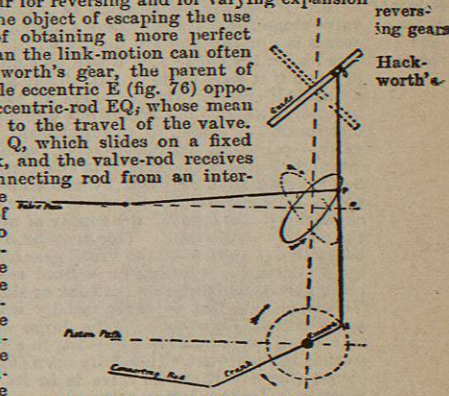 for reversing and for varying expansion
he object of escaping the use
of obtaining a more perfect
an the link-motion can often
worth's gear, the parent of
le eccentric E (fig. 76) oppo-
ccentric-rod EQ, whose mean
to the travel of the valve.
Q, which slides on a fixed
, and the valve-rod receives
nnecting rod from an inter-
revers-
ing gears
Hack-
worth's
Guide
P
Piston Path
Connecting Rod
Crank